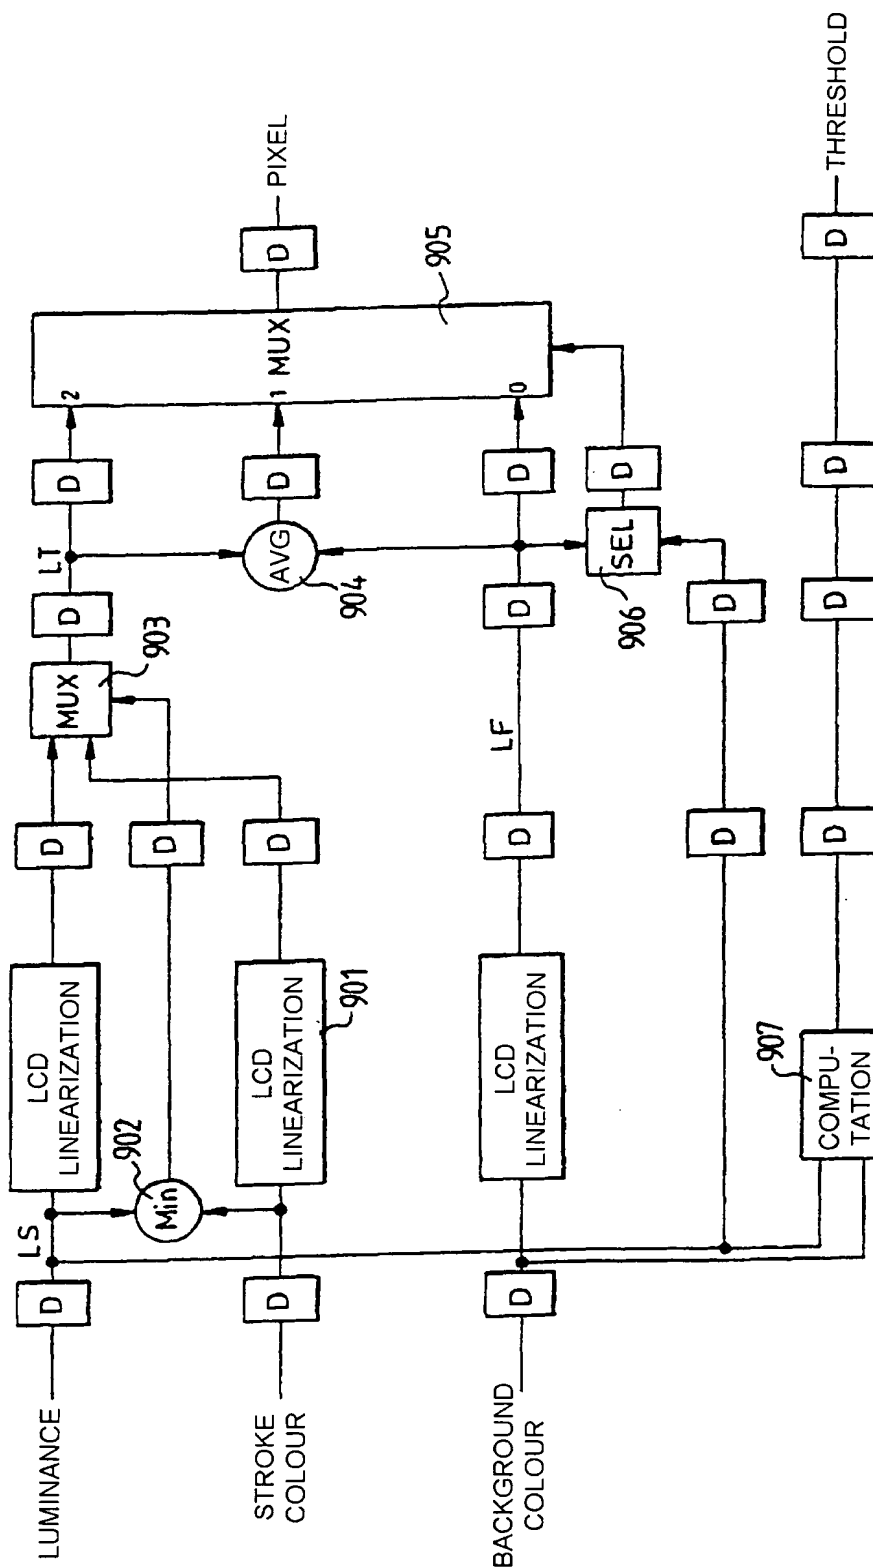 LUMINANCE
D
LS
LCD
LINEARIZATION
D
MUX
903
D
LT
D
2
902
Min
D
STROKE
COLOUR
D
LCD
LINEARIZATION
901
D
AVG
904
D
1
MUX
905
D
PIXEL
BACKGROUND
COLOUR
D
LCD
LINEARIZATION
D
LF
D
D
0
SEL
906
D
D
D
907
COMPU-
TATION
D
D
D
D
THRESHOLD